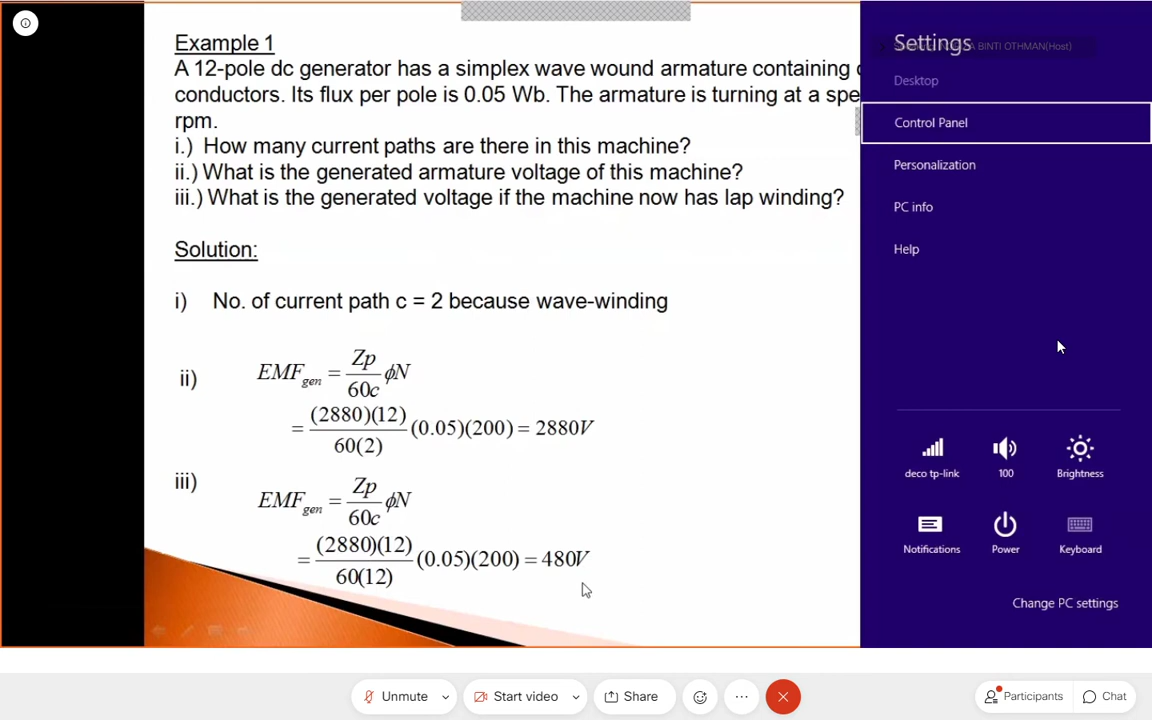 Example 1
A 12-pole dc generator has a simplex wave wound armature containing
conductors. Its flux per pole is 0.05 Wb. The armature is turning at a spe
rpm.
i.) How many current paths are there in this machine?
ii.) What is the generated armature voltage of this machine?
iii.) What is the generated voltage if the machine now has lap winding?
Solution:
i) No. of current path c = 2 because wave-winding
ii) EMF_gen = Zp/60c ϕN
= (2880)(12)/60(2) (0.05)(200) = 2880V
iii) EMF_gen = Zp/60c ϕN
= (2880)(12)/60(12) (0.05)(200) = 480V
Settings
BINTI OTHMAN(Host)
Desktop
Control Panel
Personalization
PC info
Help
deco tp-link
100
Brightness
Notifications
Power
Keyboard
Change PC settings
Unmute
Start video
Share
Participants
Chat